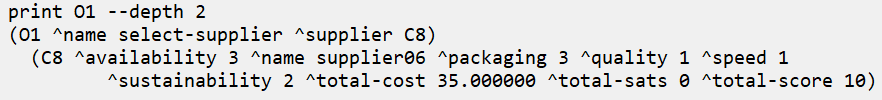 print O1 --depth 2
(O1 ^name select-supplier ^supplier C8)
(C8 ^availability 3 ^name supplier06 ^packaging 3 ^quality 1 ^speed 1
^sustainability 2 ^total-cost 35.000000 ^total-sats 0 ^total-score 10)